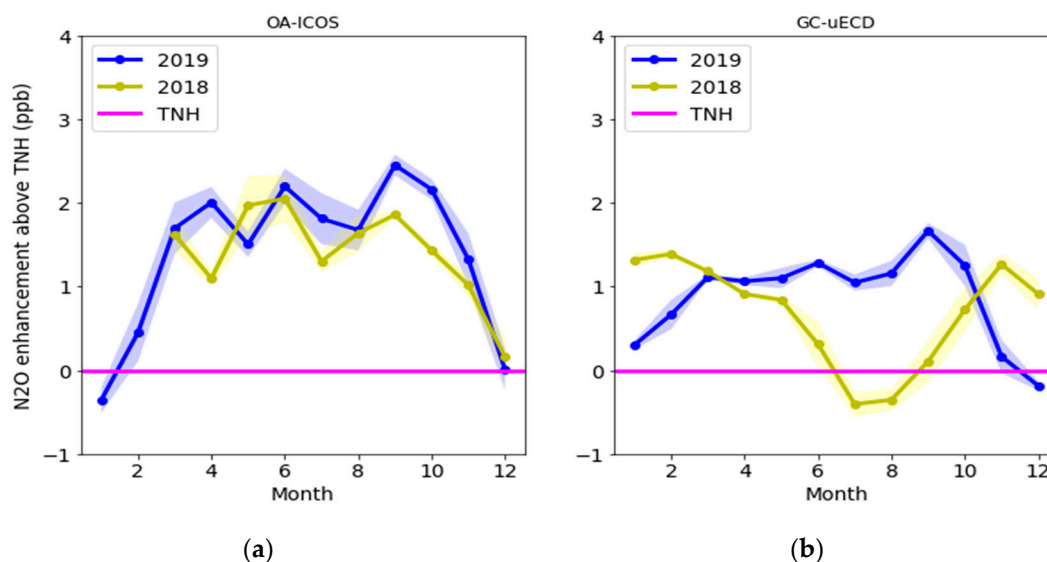 OA-ICOS
4
3
2
1
0
−1
N2O enhancement above TNH (ppb)
2019
2018
TNH
2 4 6 8 10 12
Month
(a)
GC-uECD
4
3
2
1
0
−1
2019
2018
TNH
2 4 6 8 10 12
Month
(b)